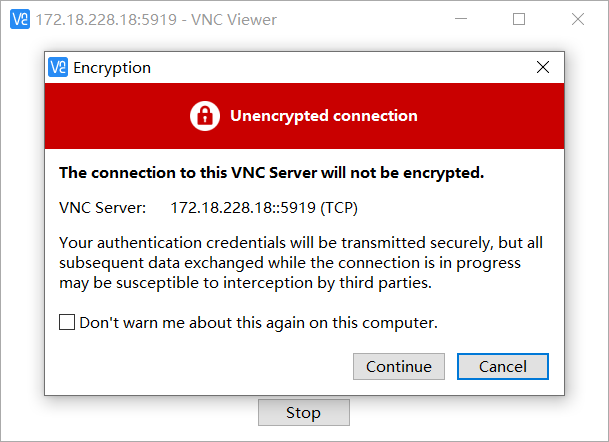 172.18.228.18:5919 - VNC Viewer
Encryption
Unencrypted connection
The connection to this VNC Server will not be encrypted.
VNC Server: 172.18.228.18::5919 (TCP)
Your authentication credentials will be transmitted securely, but all
subsequent data exchanged while the connection is in progress
may be susceptible to interception by third parties.
Don't warn me about this again on this computer.
Continue Cancel
Stop